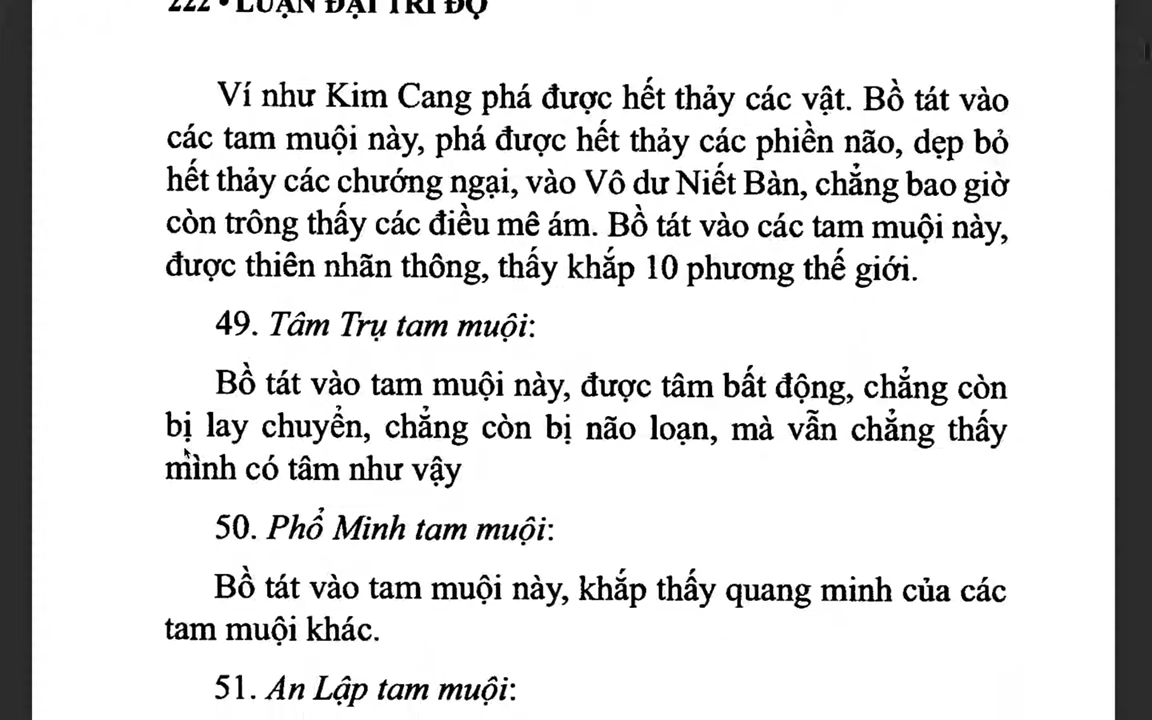 222 • LUẬN ĐẠI TRÍ ĐỘ
Ví như Kim Cang phá được hết thảy các vật. Bồ tát vào
các tam muội này, phá được hết thảy các phiền não, dẹp bỏ
hết thảy các chướng ngại, vào Vô dư Niết Bàn, chẳng bao giờ
còn trông thấy các điều mê ám. Bồ tát vào các tam muội này,
được thiên nhãn thông, thấy khắp 10 phương thế giới.
49. Tâm Trụ tam muội:
Bồ tát vào tam muội này, được tâm bất động, chẳng còn
bị lay chuyển, chẳng còn bị não loạn, mà vẫn chẳng thấy
mình có tâm như vậy
50. Phổ Minh tam muội:
Bồ tát vào tam muội này, khắp thấy quang minh của các
tam muội khác.
51. An Lập tam muội: